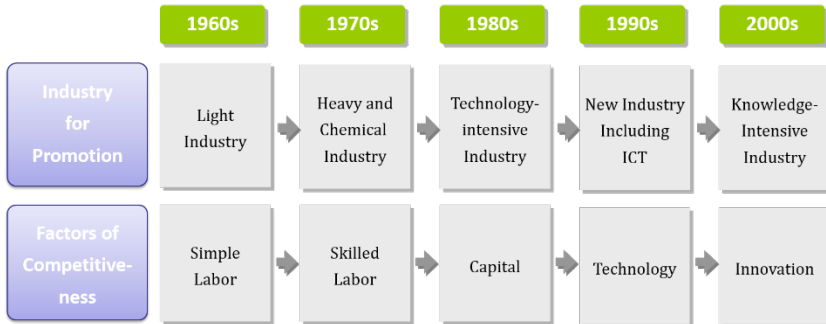 1960s 1970s 1980s 1990s 2000s
Industry
for
Promotion
Light
Industry
Heavy and
Chemical
Industry
Technology-
intensive
Industry
New Industry
Including
ICT
Knowledge-
Intensive
Industry
Factors of
Competitive-
ness
Simple
Labor
Skilled
Labor
Capital
Technology
Innovation